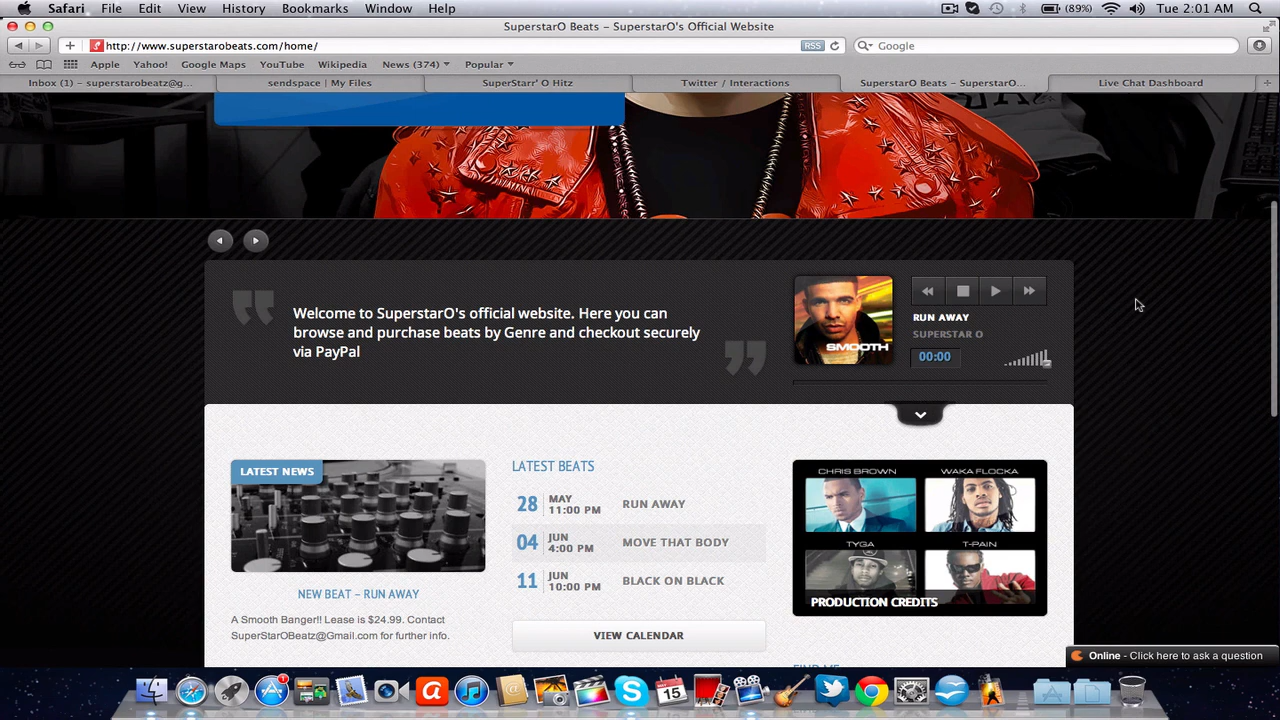 Safari File Edit View History Bookmarks Window Help (89%) Tue 2:01 AM
SuperstarO Beats – SuperstarO's Official Website
http://www.superstarobeats.com/home/ RSS Google
Apple Yahoo! Google Maps YouTube Wikipedia News (374) Popular
Inbox (1) – superstarobeatz@g... sendspace | My Files SuperStarr' O Hitz Twitter / Interactions SuperstarO Beats – SuperstarO... Live Chat Dashboard
Welcome to SuperstarO's official website. Here you can
browse and purchase beats by Genre and checkout securely
via PayPal
SMOOTH
RUN AWAY
SUPERSTAR O
00:00
LATEST NEWS
NEW BEAT – RUN AWAY
A Smooth Banger!! Lease is $24.99. Contact
SuperStarOBeatz@Gmail.com for further info.
LATEST BEATS
28 MAY 11:00 PM RUN AWAY
04 JUN 4:00 PM MOVE THAT BODY
11 JUN 10:00 PM BLACK ON BLACK
VIEW CALENDAR
CHRIS BROWN WAKA FLOCKA
TYGA T-PAIN
PRODUCTION CREDITS
FIND ME
Online - Click here to ask a question
1
15